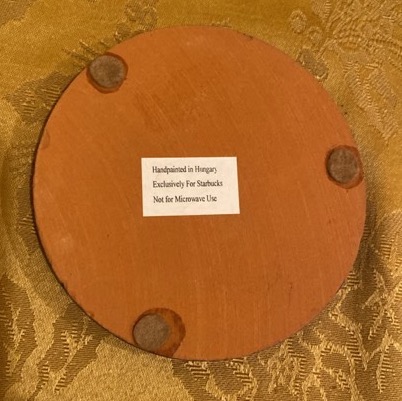 Handpainted in Hungary
Exclusively For Starbucks
Not for Microwave Use